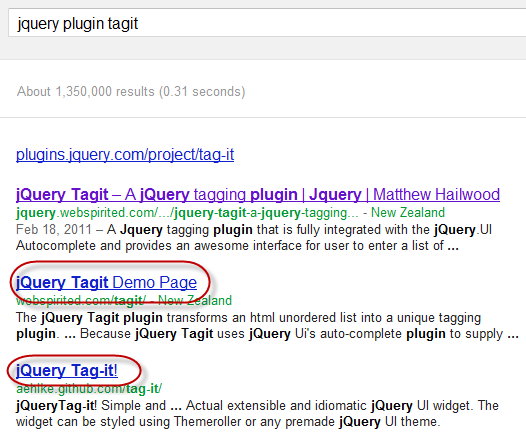 jquery plugin tagit
About 1,350,000 results (0.31 seconds)
plugins.jquery.com/project/tag-it
jQuery Tagit – A jQuery tagging plugin | Jquery | Matthew Hailwood
jquery.webspirited.com/.../jquery-tagit-a-jquery-tagging... - New Zealand
Feb 18, 2011 – A Jquery tagging plugin that is fully integrated with the jQuery.UI
Autocomplete and provides an awesome interface for user to enter a list of ...
jQuery Tagit Demo Page
webspirited.com/tagit/ - New Zealand
The jQuery Tagit plugin transforms an html unordered list into a unique tagging
plugin. ... Because jQuery Tagit uses jQuery Ui's auto-complete plugin to supply ...
jQuery Tag-it!
aehlke.github.com/tag-it/
jQueryTag-it! Simple and ... Actual extensible and idiomatic jQuery UI widget. The
widget can be styled using Themeroller or any premade jQuery UI theme.